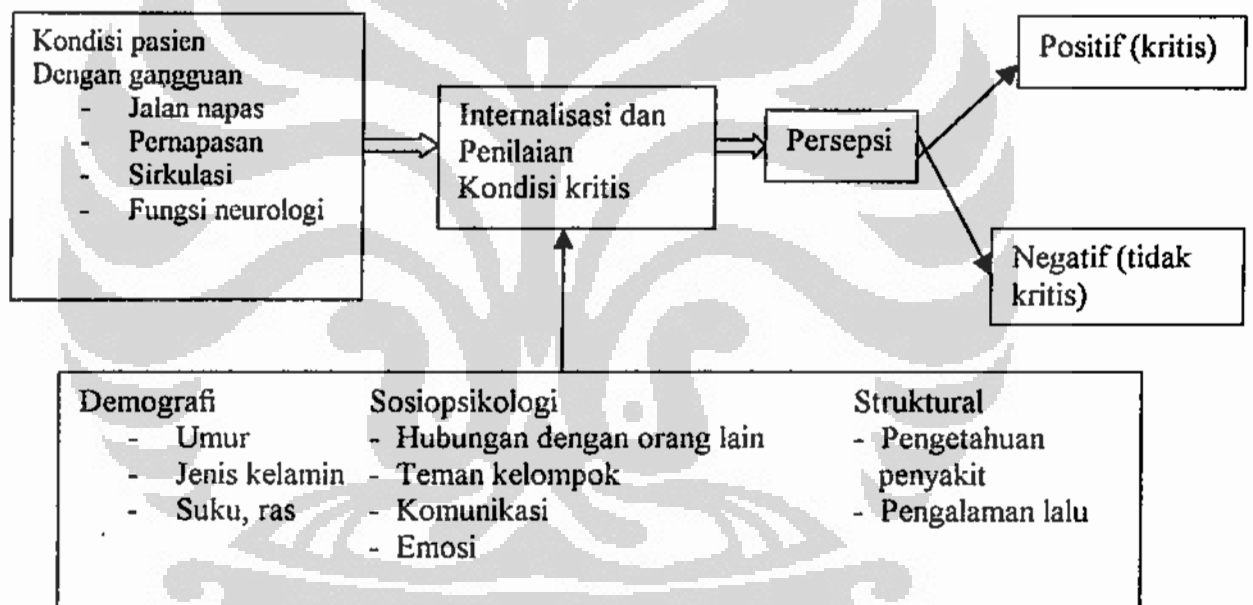 Kondisi pasien
Dengan gangguan
- Jalan napas
- Pernapasan
- Sirkulasi
- Fungsi neurologi
Internalisasi dan
Penilaian
Kondisi kritis
Persepsi
Positif (kritis)
Negatif (tidak
kritis)
Demografi
- Umur
- Jenis kelamin
- Suku, ras
Sosiopsikologi
- Hubungan dengan orang lain
- Teman kelompok
- Komunikasi
- Emosi
Struktural
- Pengetahuan
penyakit
- Pengalaman lalu